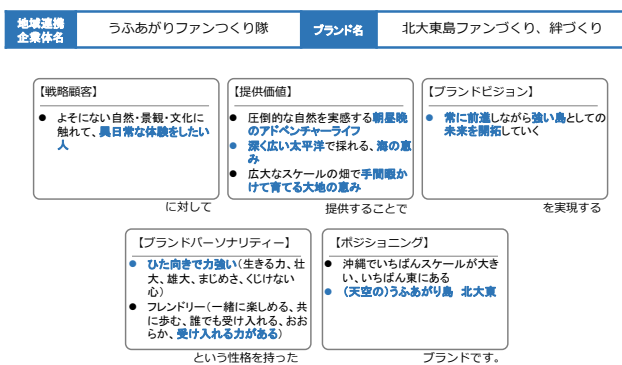 地域連携
企業体名
うふあがりファンつくり隊
ブランド名
北大東島ファンづくり、絆づくり
【戦略顧客】
● よそにない自然・景観・文化に
触れて、異日常な体験をしたい
人
に対して
【提供価値】
● 圧倒的な自然を実感する朝昼晩
のアドベンチャーライフ
● 深く広い太平洋で採れる、海の恵
み
● 広大なスケールの畑で手間暇か
けて育てる大地の恵み
提供することで
【ブランドビジョン】
● 常に前進しながら強い島としての
未来を開拓していく
を実現する
【ブランドパーソナリティー】
● ひた向きで力強い(生きる力、壮
大、雄大、まじめさ、くじけない
心)
● フレンドリー(一緒に楽しめる、共
に歩む、誰でも受け入れる、おお
らか、受け入れる力がある)
という性格を持った
【ポジショニング】
● 沖縄でいちばんスケールが大き
い、いちばん東にある
● (天空の)うふあがり島 北大東
ブランドです。